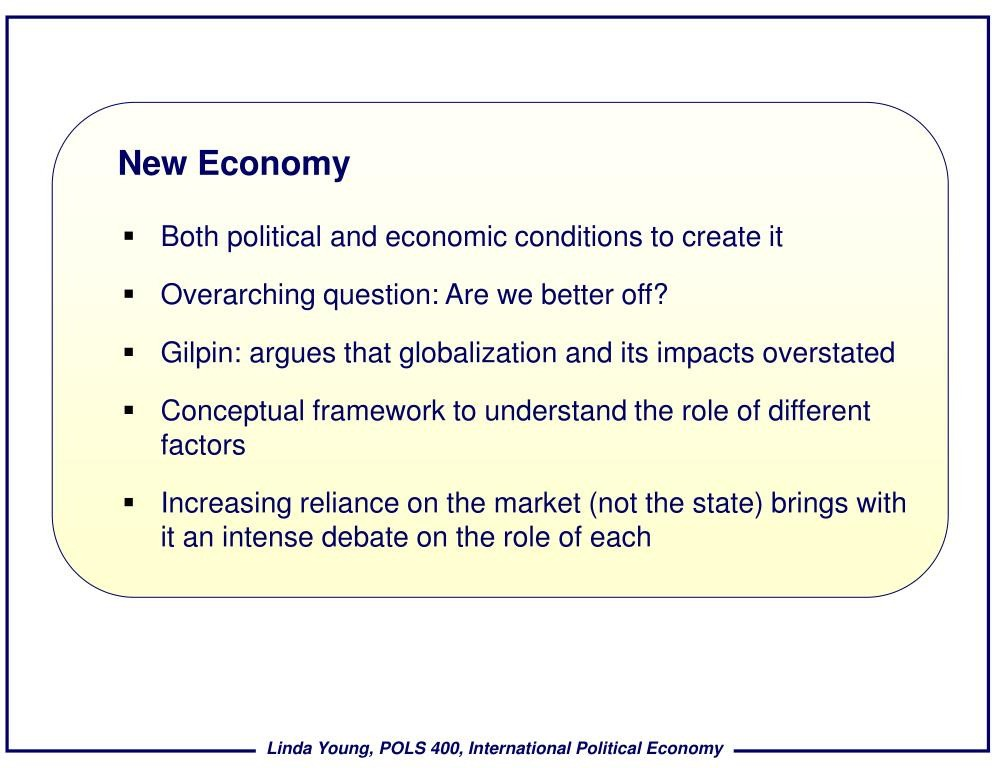 New Economy
▪ Both political and economic conditions to create it
▪ Overarching question: Are we better off?
▪ Gilpin: argues that globalization and its impacts overstated
▪ Conceptual framework to understand the role of different
factors
▪ Increasing reliance on the market (not the state) brings with
it an intense debate on the role of each
Linda Young, POLS 400, International Political Economy